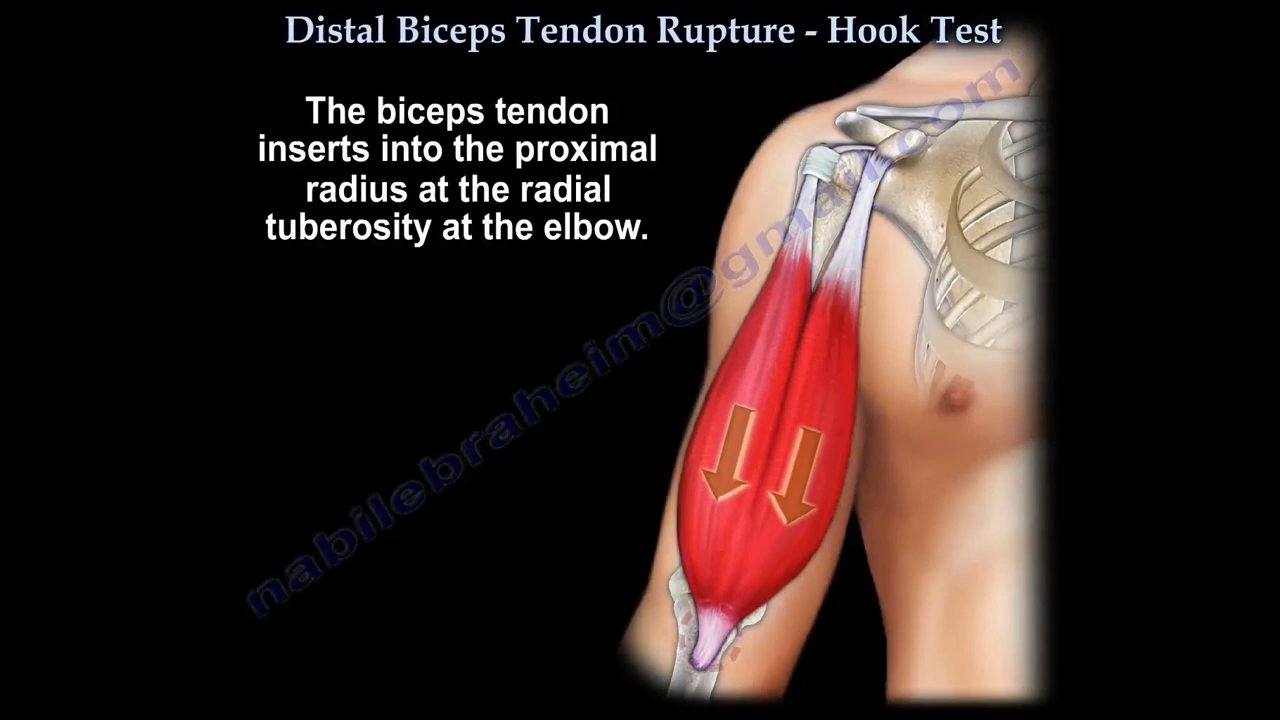 Distal Biceps Tendon Rupture - Hook Test
The biceps tendon
inserts into the proximal
radius at the radial
tuberosity at the elbow.
nabilebraheim@gmail.com